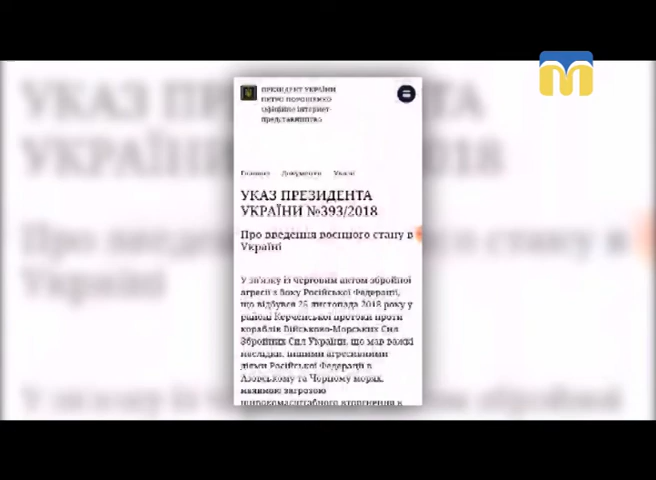 ПРЕЗИДЕНТ УКРАЇНИ
ПЕТРО ПОРОШЕНКО
Офіційне інтернет-
представництво
Головна Документи Укази
УКАЗ ПРЕЗИДЕНТА
УКРАЇНИ №393/2018
Про введення воєнного стану в
Україні
У зв'язку із черговим актом збройної
агресії з боку Російської Федерації,
що відбувся 25 листопада 2018 року у
районі Керченської протоки проти
кораблів Військово-Морських Сил
Збройних Сил України, що мав важкі
наслідки, іншими агресивними
діями Російської Федерації в
Азовському та Чорному морях,
наявною загрозою
широкомасштабного вторгнення в